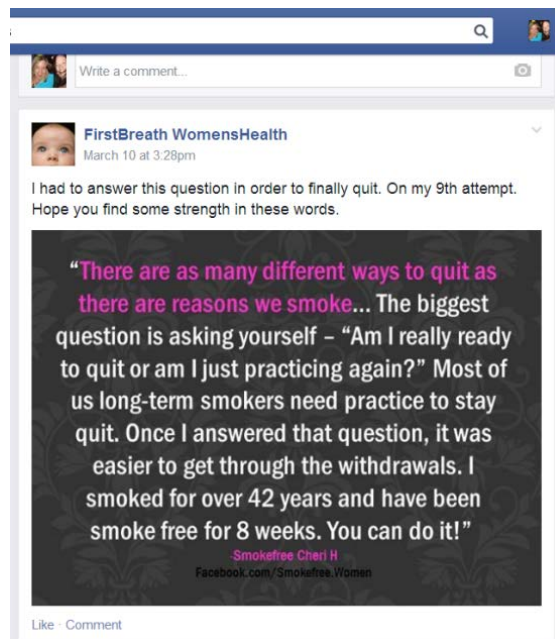 Write a comment...
FirstBreath WomensHealth
March 10 at 3:28pm
I had to answer this question in order to finally quit. On my 9th attempt.
Hope you find some strength in these words.
“There are as many different ways to quit as
there are reasons we smoke... The biggest
question is asking yourself – “Am I really ready
to quit or am I just practicing again?” Most of
us long-term smokers need practice to stay
quit. Once I answered that question, it was
easier to get through the withdrawals. I
smoked for over 42 years and have been
smoke free for 8 weeks. You can do it!”
-Smokefree Cheri H
Facebook.com/Smokefree.Women
Like · Comment